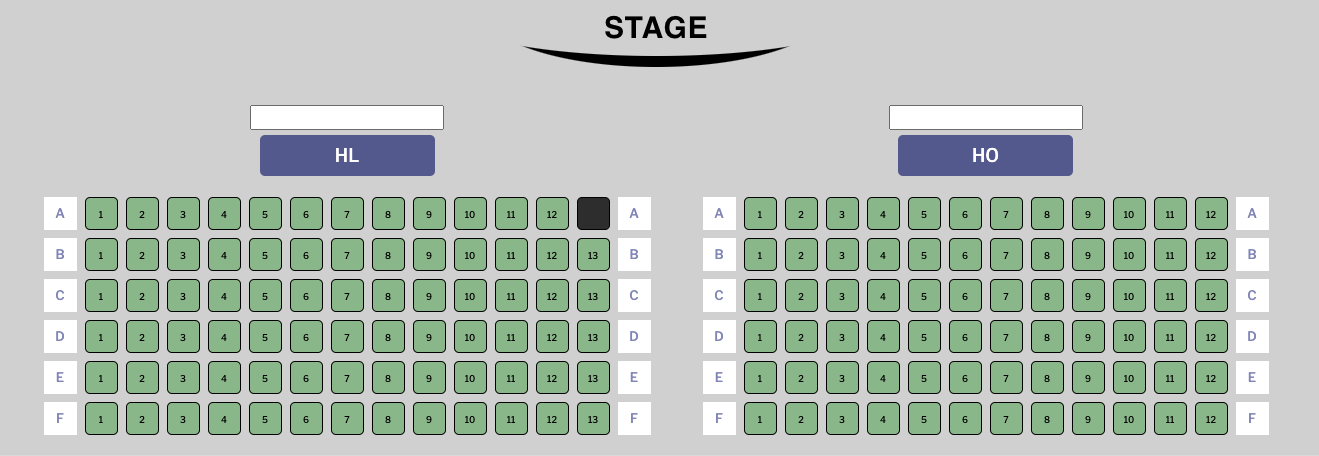 STAGE
HL HO
A 1 2 3 4 5 6 7 8 9 10 11 12 A A 1 2 3 4 5 6 7 8 9 10 11 12 A
B 1 2 3 4 5 6 7 8 9 10 11 12 13 B B 1 2 3 4 5 6 7 8 9 10 11 12 B
C 1 2 3 4 5 6 7 8 9 10 11 12 13 C C 1 2 3 4 5 6 7 8 9 10 11 12 C
D 1 2 3 4 5 6 7 8 9 10 11 12 13 D D 1 2 3 4 5 6 7 8 9 10 11 12 D
E 1 2 3 4 5 6 7 8 9 10 11 12 13 E E 1 2 3 4 5 6 7 8 9 10 11 12 E
F 1 2 3 4 5 6 7 8 9 10 11 12 13 F F 1 2 3 4 5 6 7 8 9 10 11 12 F